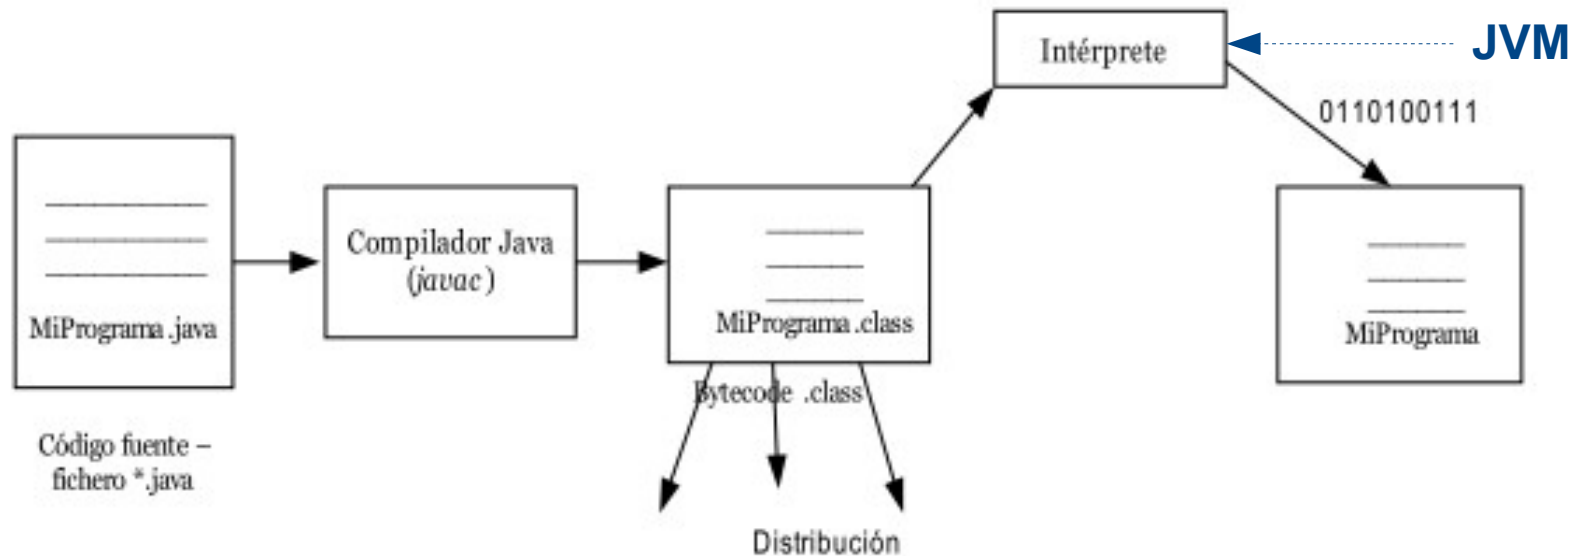 Intérprete
JVM
0110100111
MiPrograma.java
Compilador Java
(javac)
MiPrograma.class
MiPrograma
Bytecode .class
Código fuente –
fichero *.java
Distribución